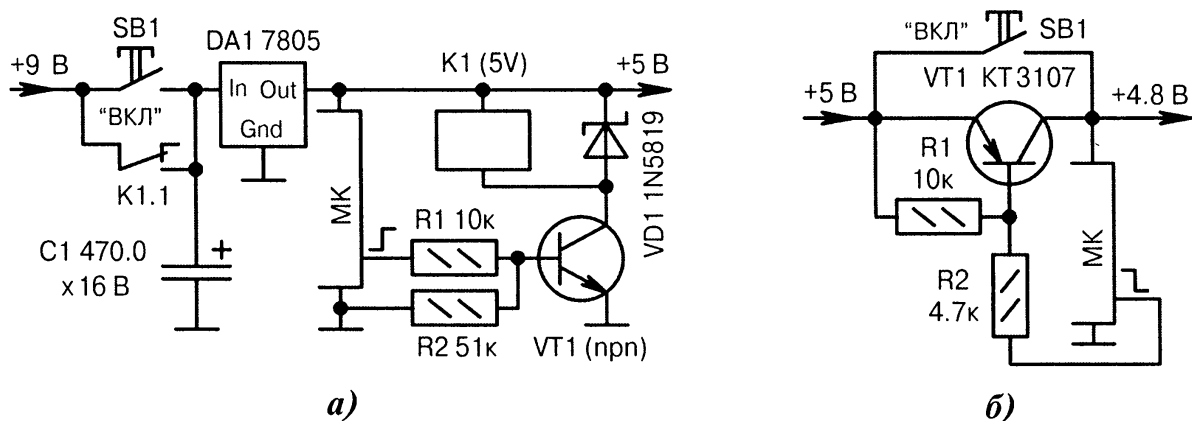 SB1
DA1 7805
+9 В
In Out
Gnd
“ВКЛ”
K1.1
C1 470.0
x 16 В
+
МК
R1 10к
R2 51к
K1 (5V)
+5 В
VD1 1N5819
VT1 (npn)
а)
“ВКЛ”
SB1
VT1 КТ3107
+5 В
+4.8 В
R1
10к
R2
4.7к
МК
б)